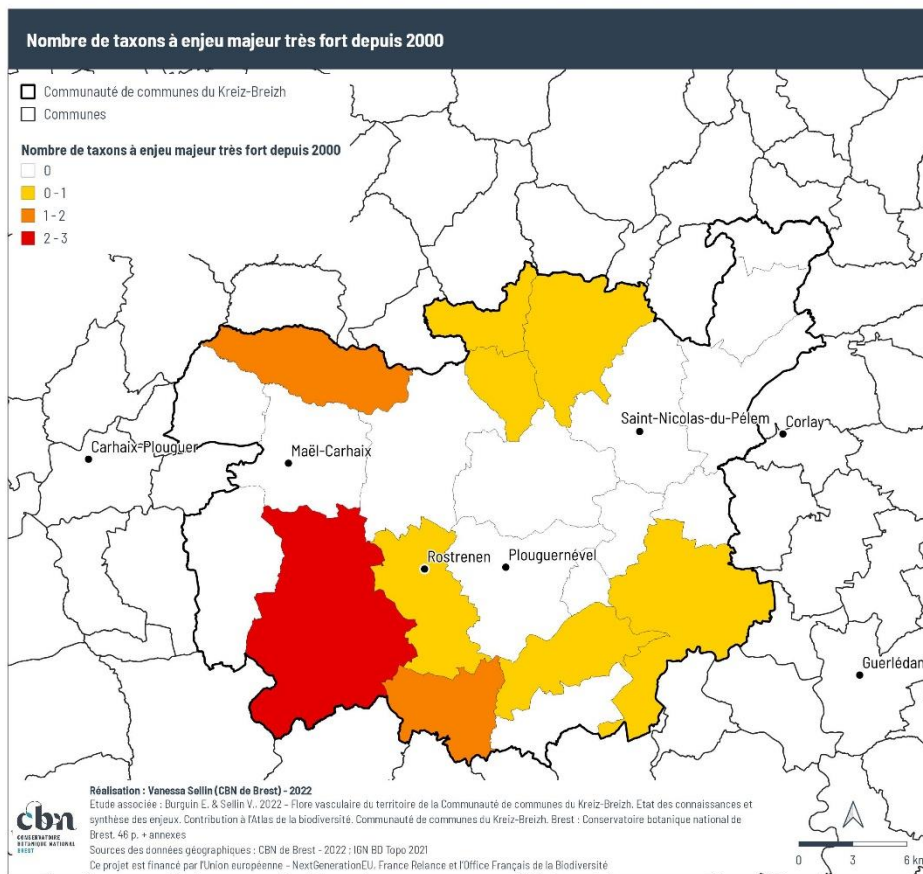 Nombre de taxons à enjeu majeur très fort depuis 2000
Communauté de communes du Kreiz-Breizh
Communes
Nombre de taxons à enjeu majeur très fort depuis 2000
0
0 - 1
1 - 2
2 - 3
Saint-Nicolas-du-Pélem
Corlay
Carhaix-Plouguer
Maël-Carhaix
Rostrenen
Plouguernével
Guerlédan
Réalisation : Vanessa Sellin (CBN de Brest) - 2022
Etude associée : Burguin E. & Sellin V.. 2022 - Flore vasculaire du territoire de la Communauté de communes du Kreiz-Breizh. Etat des connaissances et
synthèse des enjeux. Contribution à l'Atlas de la biodiversité. Communauté de communes du Kreiz-Breizh. Brest : Conservatoire botanique national de
Brest. 46 p. + annexes
Sources des données géographiques : CBN de Brest - 2022 ; IGN BD Topo 2021
Ce projet est financé par l'Union européenne - NextGenerationEU. France Relance et l'Office Français de la Biodiversité
cbn
CONSERVATOIRE
BOTANIQUE NATIONAL
BREST
0 3 6 km